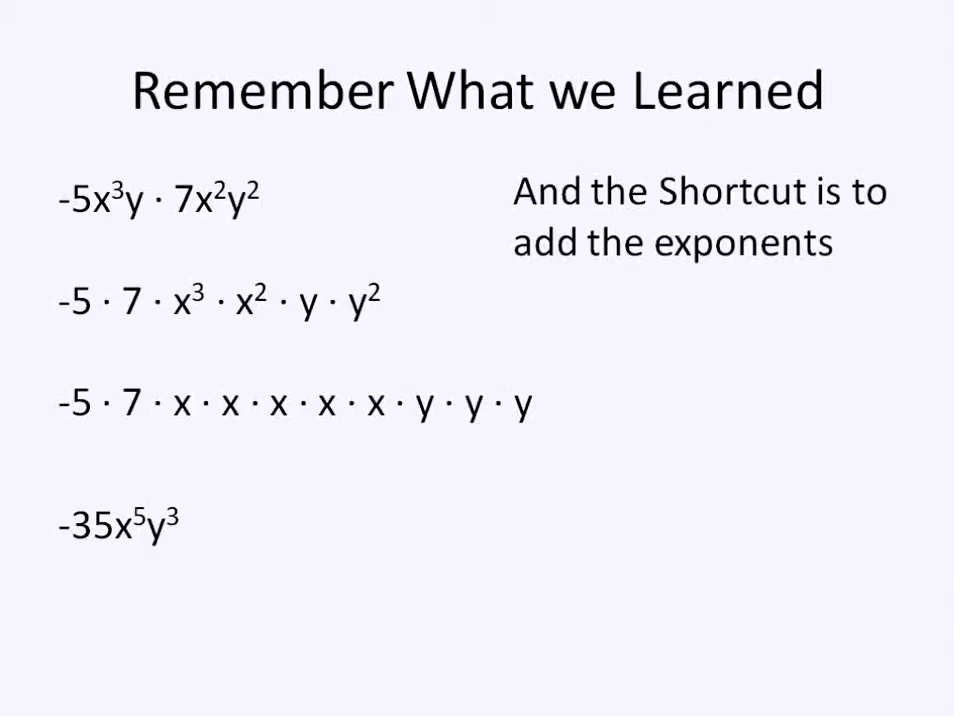 Remember What we Learned
-5x³y · 7x²y²
And the Shortcut is to
add the exponents
-5 · 7 · x³ · x² · y · y²
-5 · 7 · x · x · x · x · x · y · y · y
-35x⁵y³